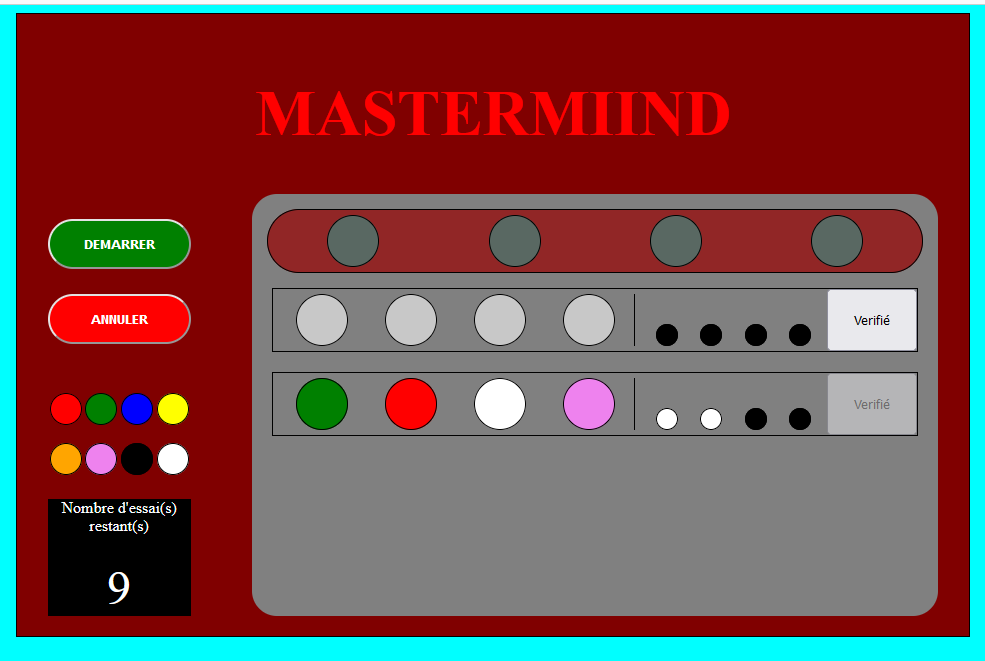 MASTERMIIND
DEMARRER
ANNULER
Verifié
Verifié
Nombre d'essai(s)
restant(s)
9